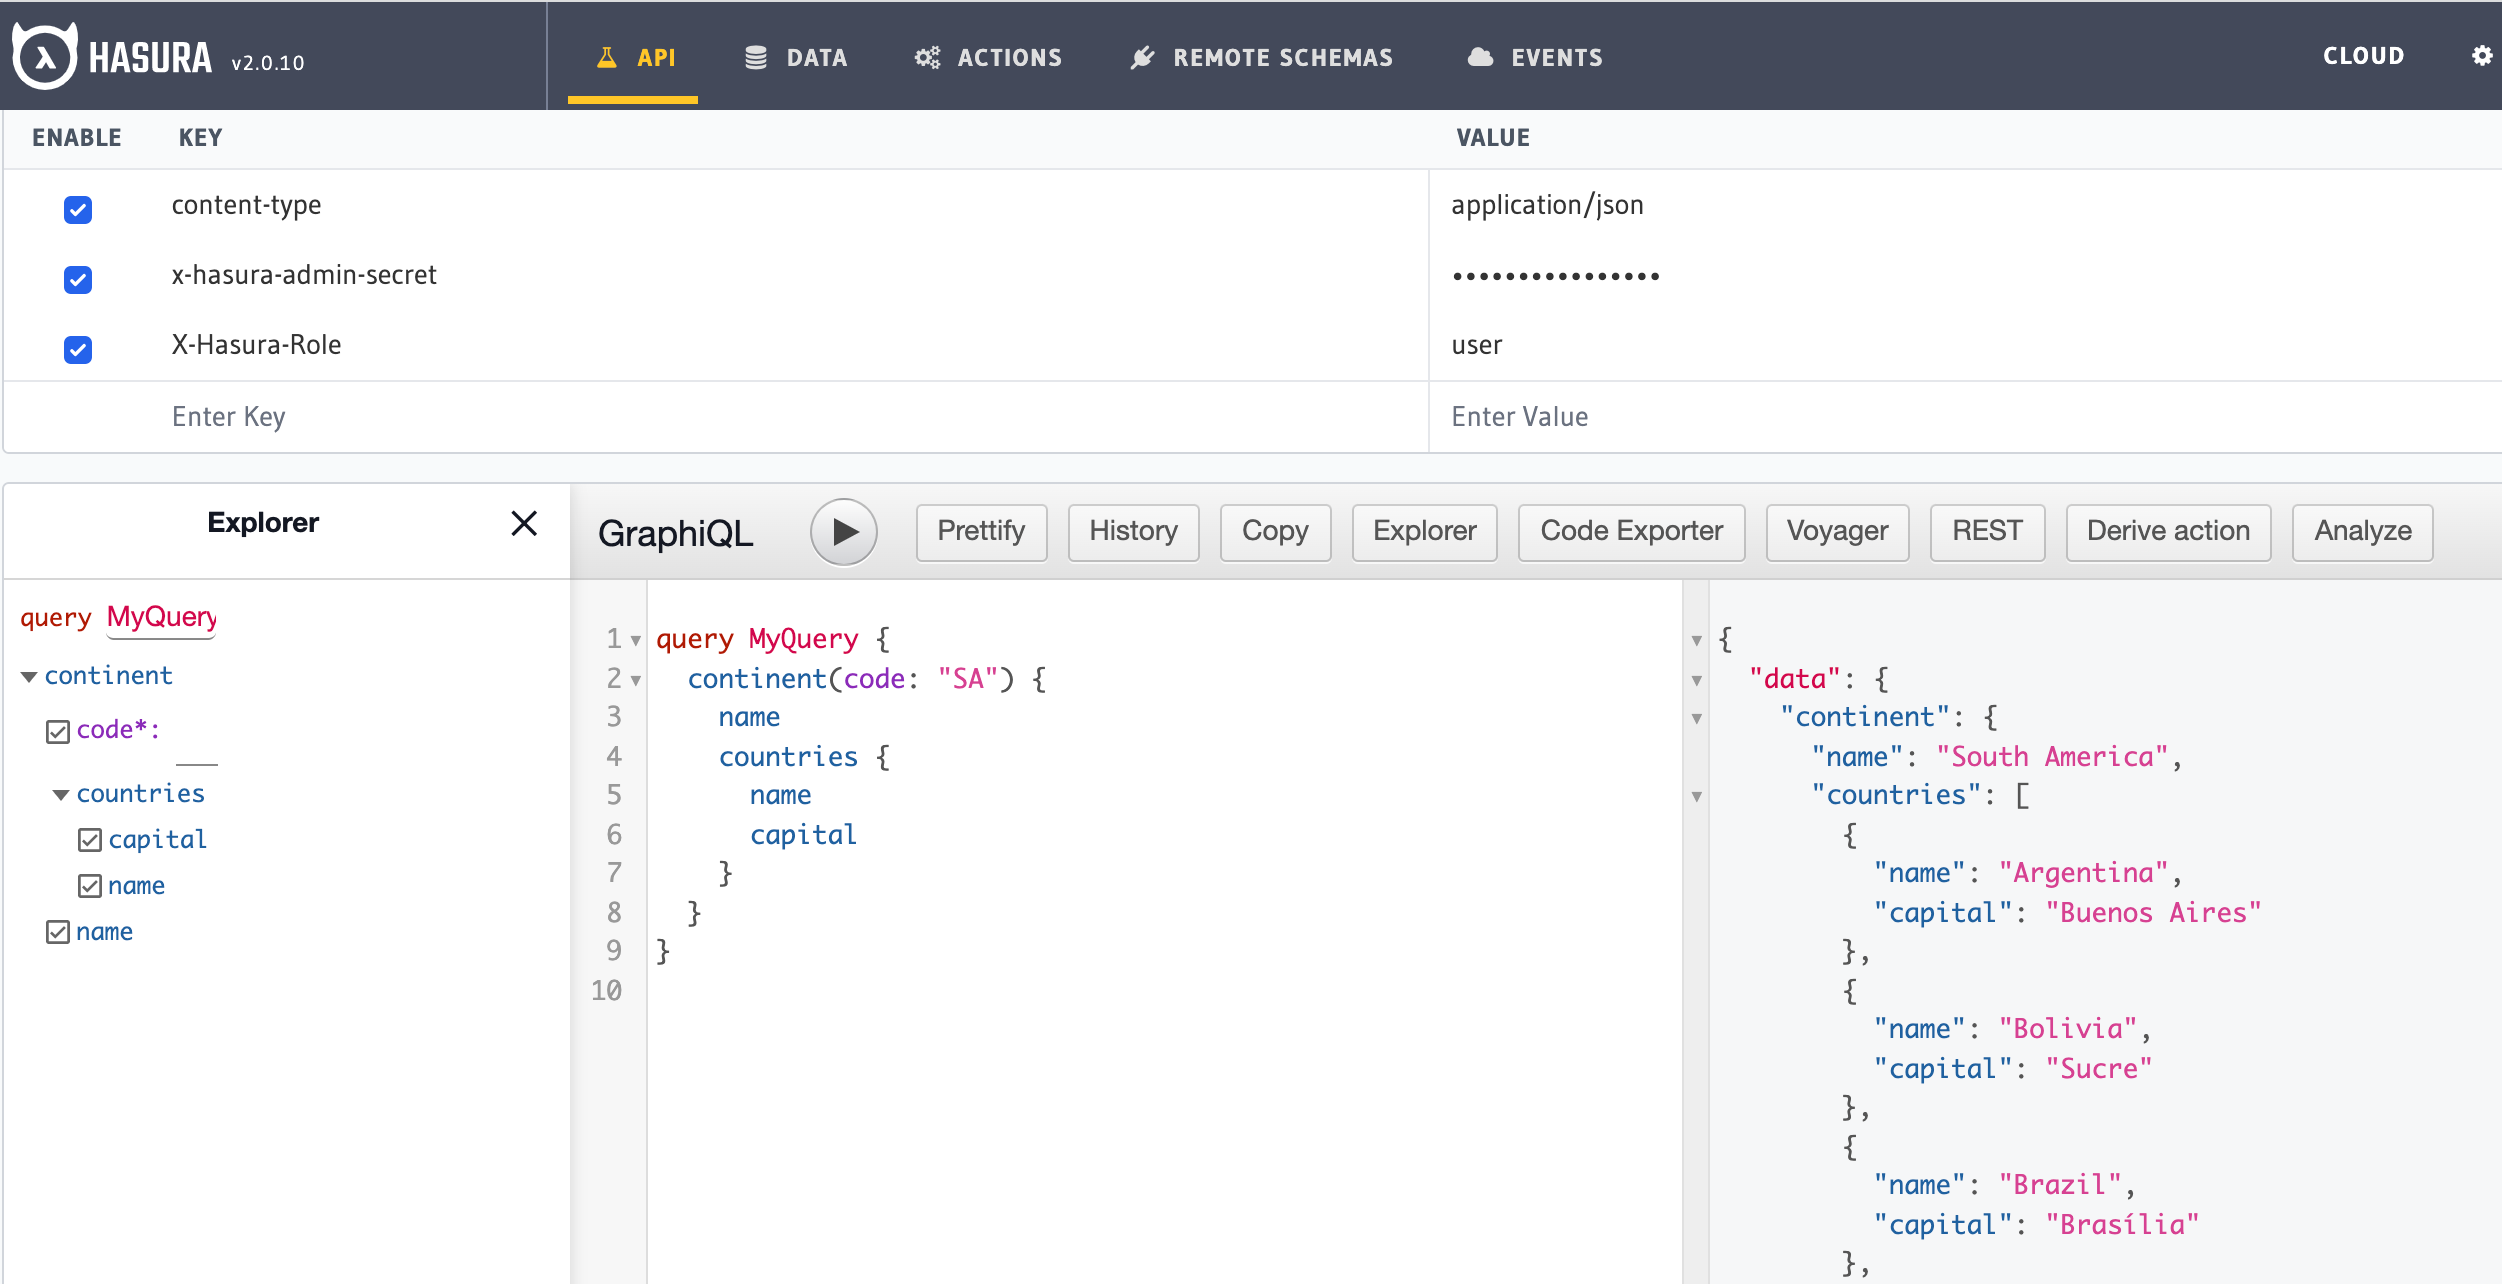 HASURA v2.0.10 API DATA ACTIONS REMOTE SCHEMAS EVENTS CLOUD
ENABLE KEY VALUE
content-type application/json
x-hasura-admin-secret ••••••••••••••••
X-Hasura-Role user
Enter Key Enter Value
Explorer
query MyQuery
continent
code*:
countries
capital
name
name
GraphiQL Prettify History Copy Explorer Code Exporter Voyager REST Derive action Analyze
1 query MyQuery {
2 continent(code: "SA") {
3 name
4 countries {
5 name
6 capital
7 }
8 }
9 }
10
{
"data": {
"continent": {
"name": "South America",
"countries": [
{
"name": "Argentina",
"capital": "Buenos Aires"
},
{
"name": "Bolivia",
"capital": "Sucre"
},
{
"name": "Brazil",
"capital": "Brasília"
},